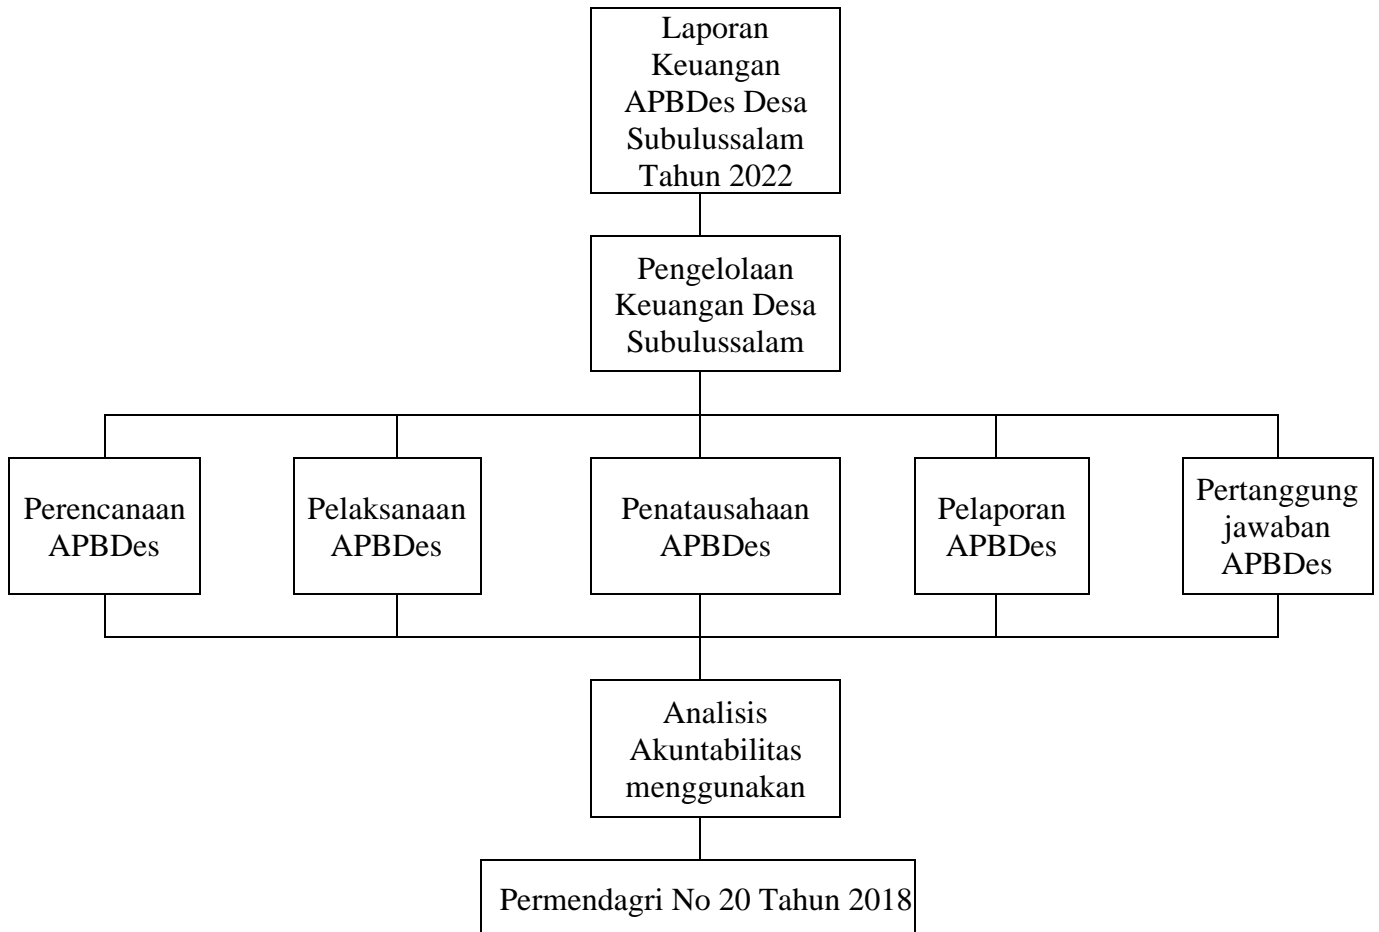 Laporan
Keuangan
APBDes Desa
Subulussalam
Tahun 2022
Pengelolaan
Keuangan Desa
Subulussalam
Perencanaan
APBDes
Pelaksanaan
APBDes
Penatausahaan
APBDes
Pelaporan
APBDes
Pertanggung
jawaban
APBDes
Analisis
Akuntabilitas
menggunakan
Permendagri No 20 Tahun 2018